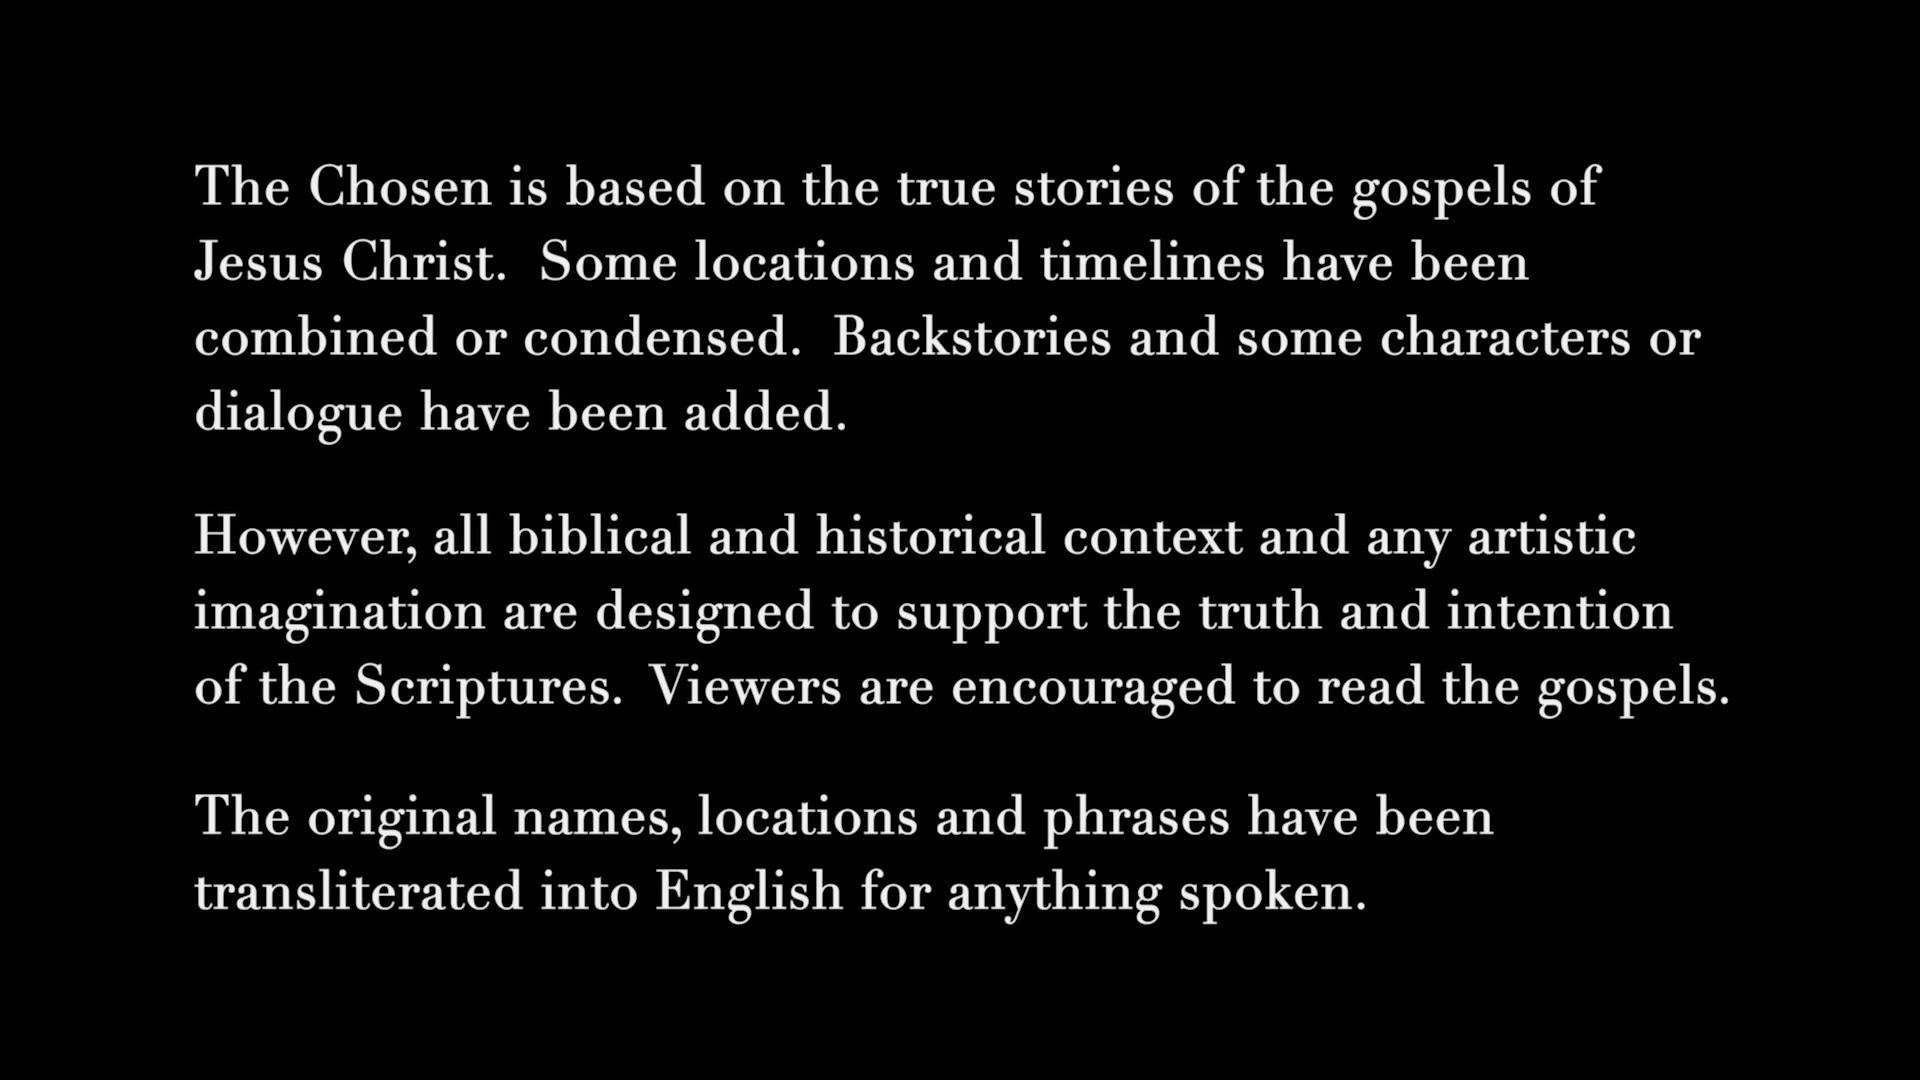 The Chosen is based on the true stories of the gospels of
Jesus Christ.  Some locations and timelines have been
combined or condensed.  Backstories and some characters or
dialogue have been added.
However, all biblical and historical context and any artistic
imagination are designed to support the truth and intention
of the Scriptures.  Viewers are encouraged to read the gospels.
The original names, locations and phrases have been
transliterated into English for anything spoken.